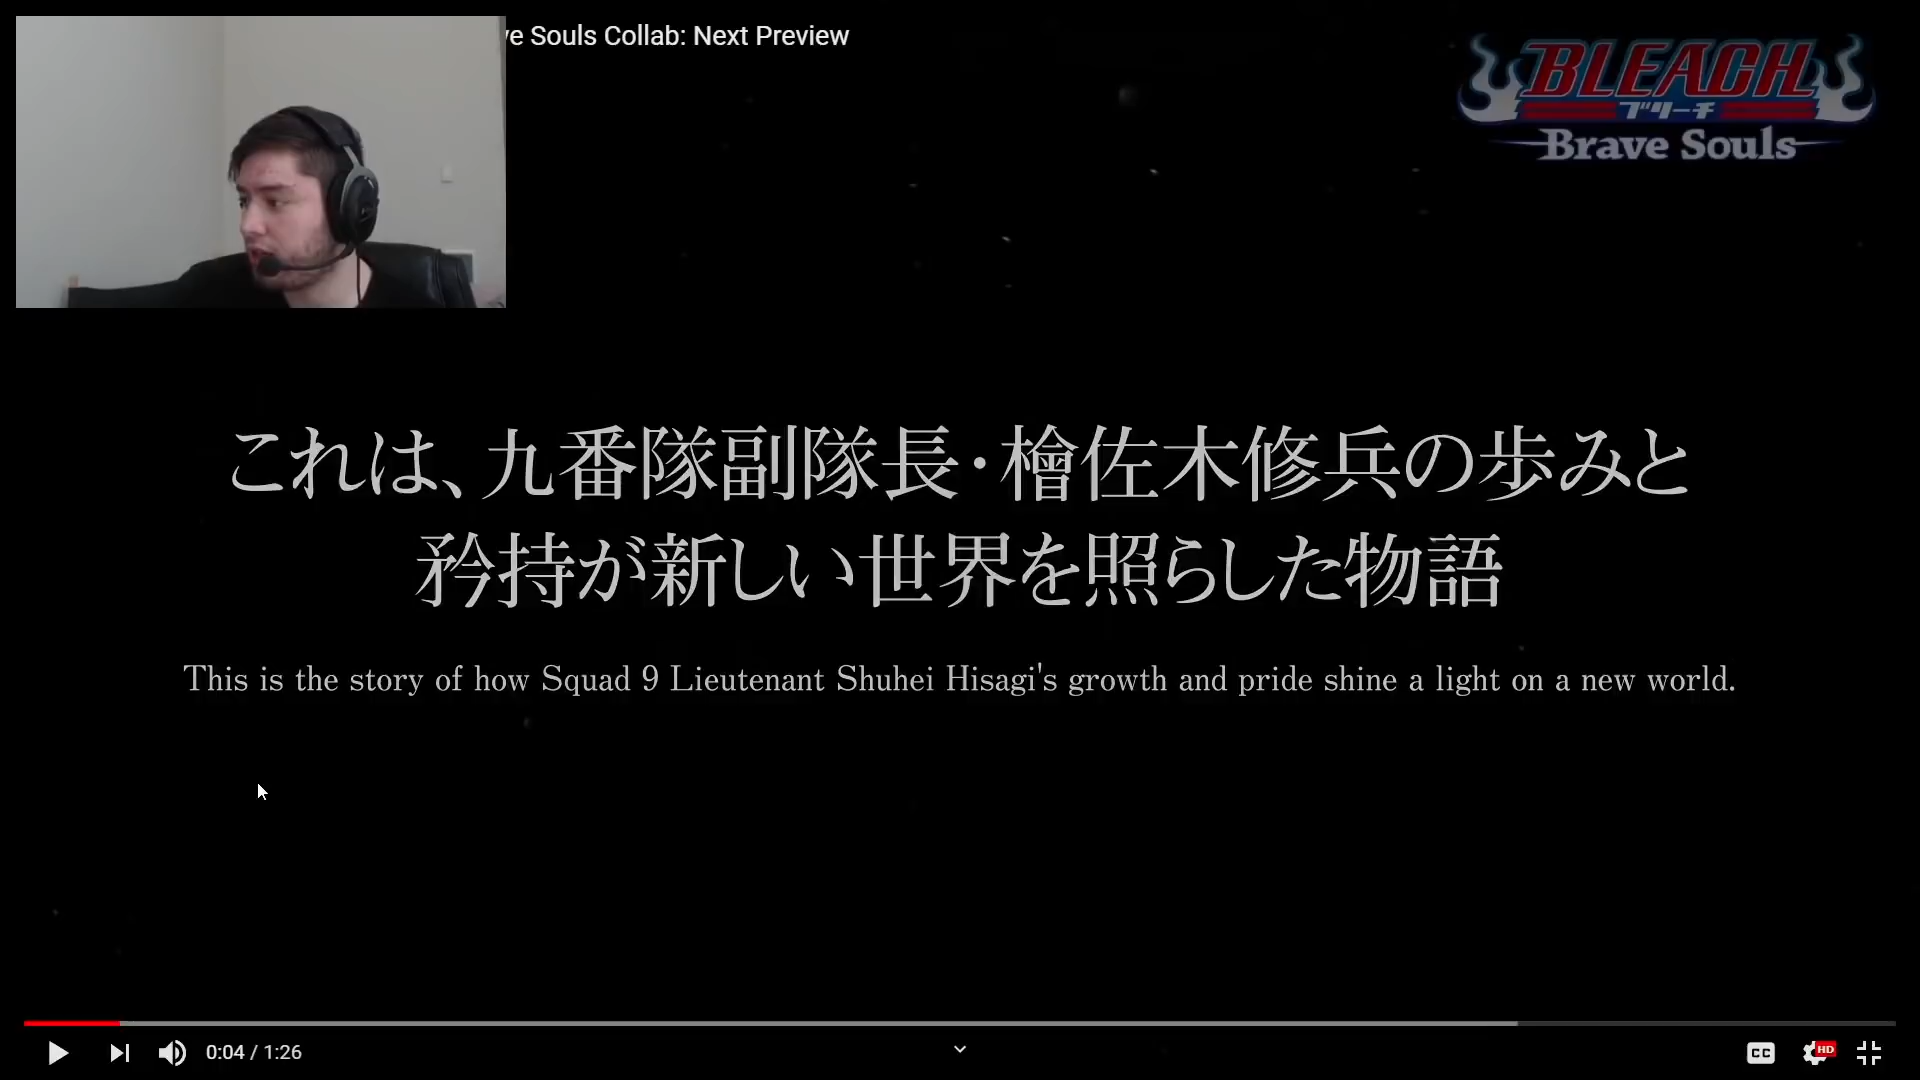 Souls Collab: Next Preview
BLEACH
ブリーチ
Brave Souls
これは、九番隊副隊長・檜佐木修兵の歩みと
矜持が新しい世界を照らした物語
This is the story of how Squad 9 Lieutenant Shuhei Hisagi's growth and pride shine a light on a new world.
0:04 / 1:26
CC
HD